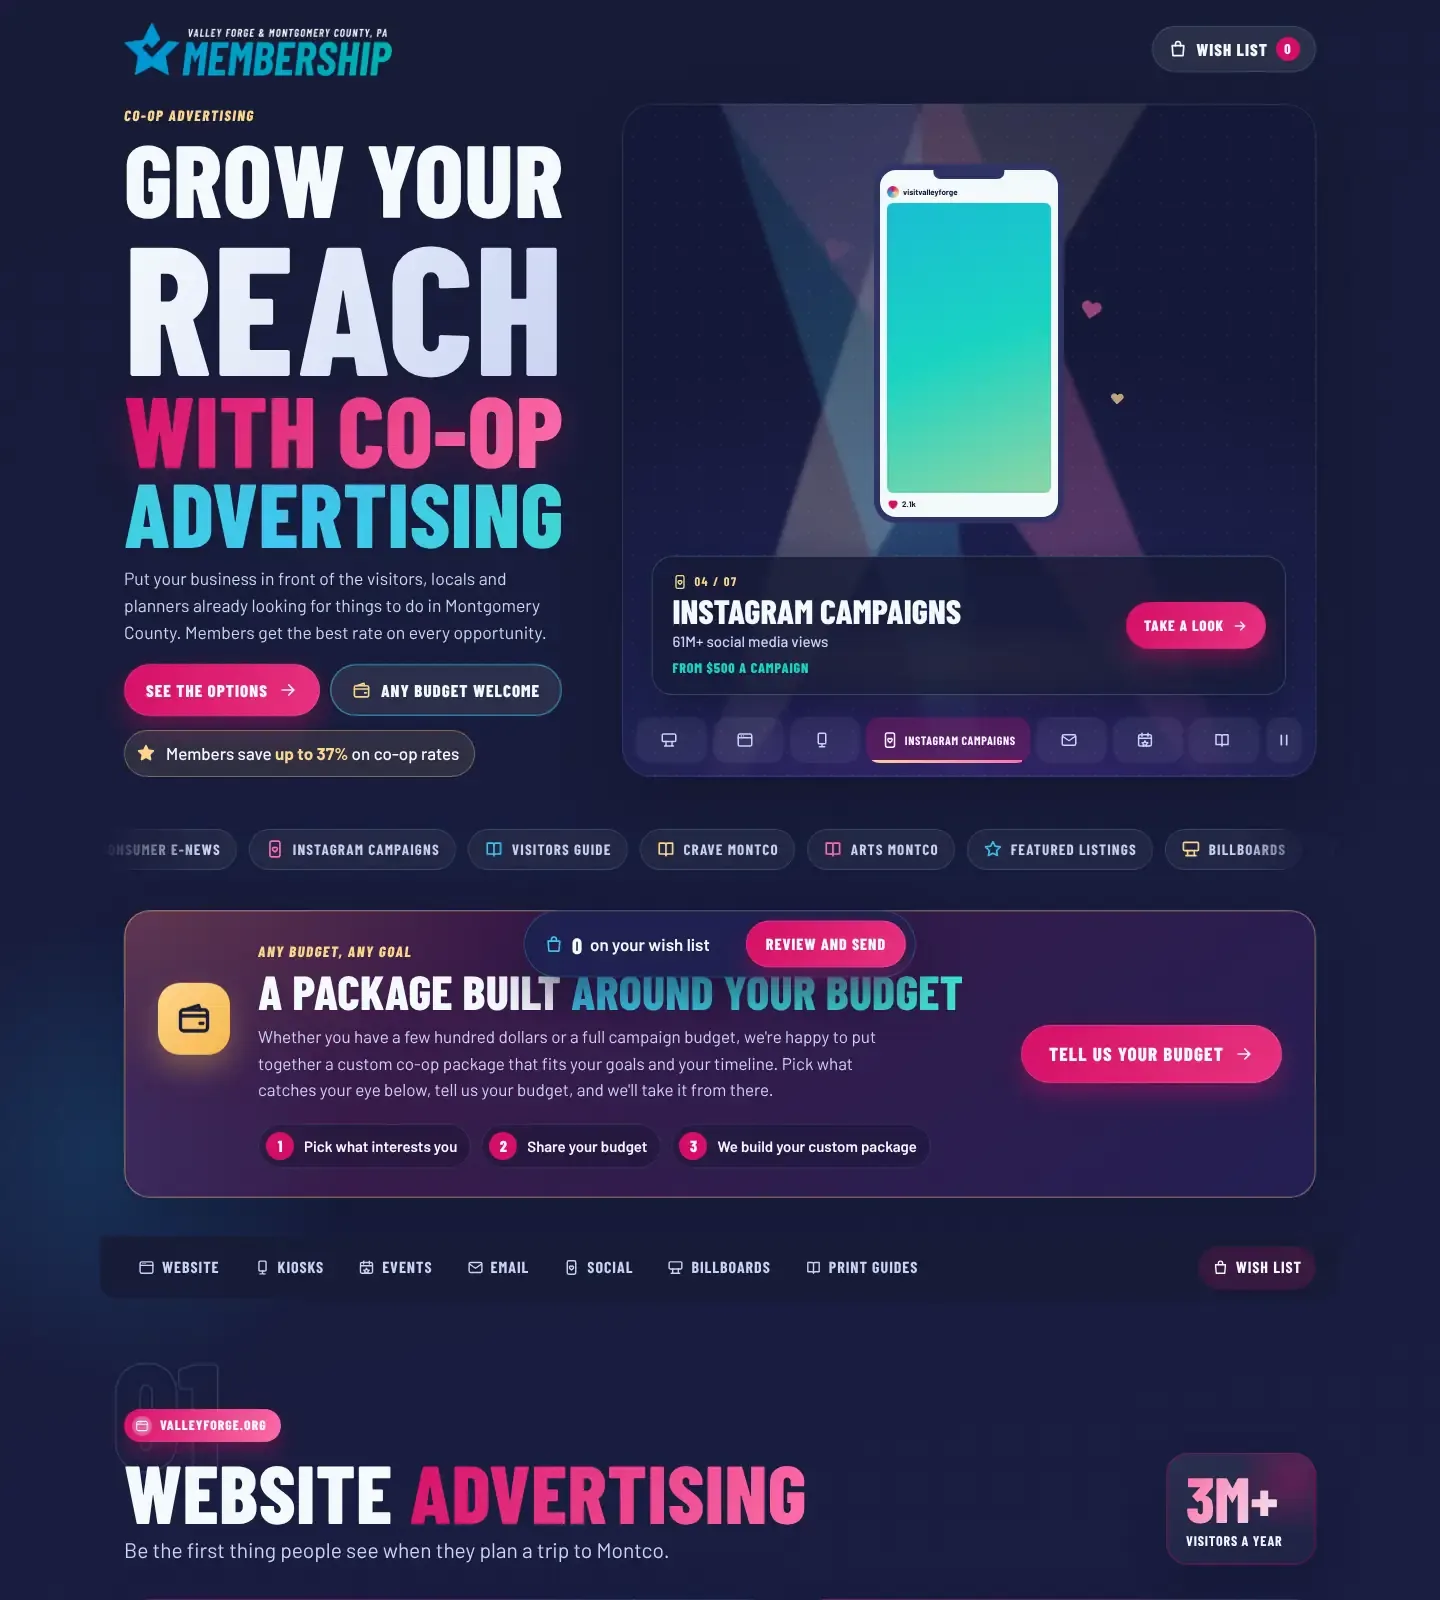 VALLEY FORGE & MONTGOMERY COUNTY, PA
MEMBERSHIP
WISH LIST 0
CO-OP ADVERTISING
GROW YOUR
REACH
WITH CO-OP
ADVERTISING
Put your business in front of the visitors, locals and
planners already looking for things to do in Montgomery
County. Members get the best rate on every opportunity.
SEE THE OPTIONS
ANY BUDGET WELCOME
Members save up to 37% on co-op rates
visitvalleyforge
2.1k
04 / 07
INSTAGRAM CAMPAIGNS
61M+ social media views
FROM $500 A CAMPAIGN
TAKE A LOOK
INSTAGRAM CAMPAIGNS
E-NEWS
INSTAGRAM CAMPAIGNS
VISITORS GUIDE
CRAVE MONTCO
ARTS MONTCO
FEATURED LISTINGS
BILLBOARDS
0 on your wish list
REVIEW AND SEND
ANY BUDGET, ANY GOAL
A PACKAGE BUILT AROUND YOUR BUDGET
Whether you have a few hundred dollars or a full campaign budget, we're happy to put
together a custom co-op package that fits your goals and your timeline. Pick what
catches your eye below, tell us your budget, and we'll take it from there.
1 Pick what interests you
2 Share your budget
3 We build your custom package
TELL US YOUR BUDGET
WEBSITE
KIOSKS
EVENTS
EMAIL
SOCIAL
BILLBOARDS
PRINT GUIDES
WISH LIST
01
VALLEYFORGE.ORG
WEBSITE ADVERTISING
Be the first thing people see when they plan a trip to Montco.
3M+
VISITORS A YEAR